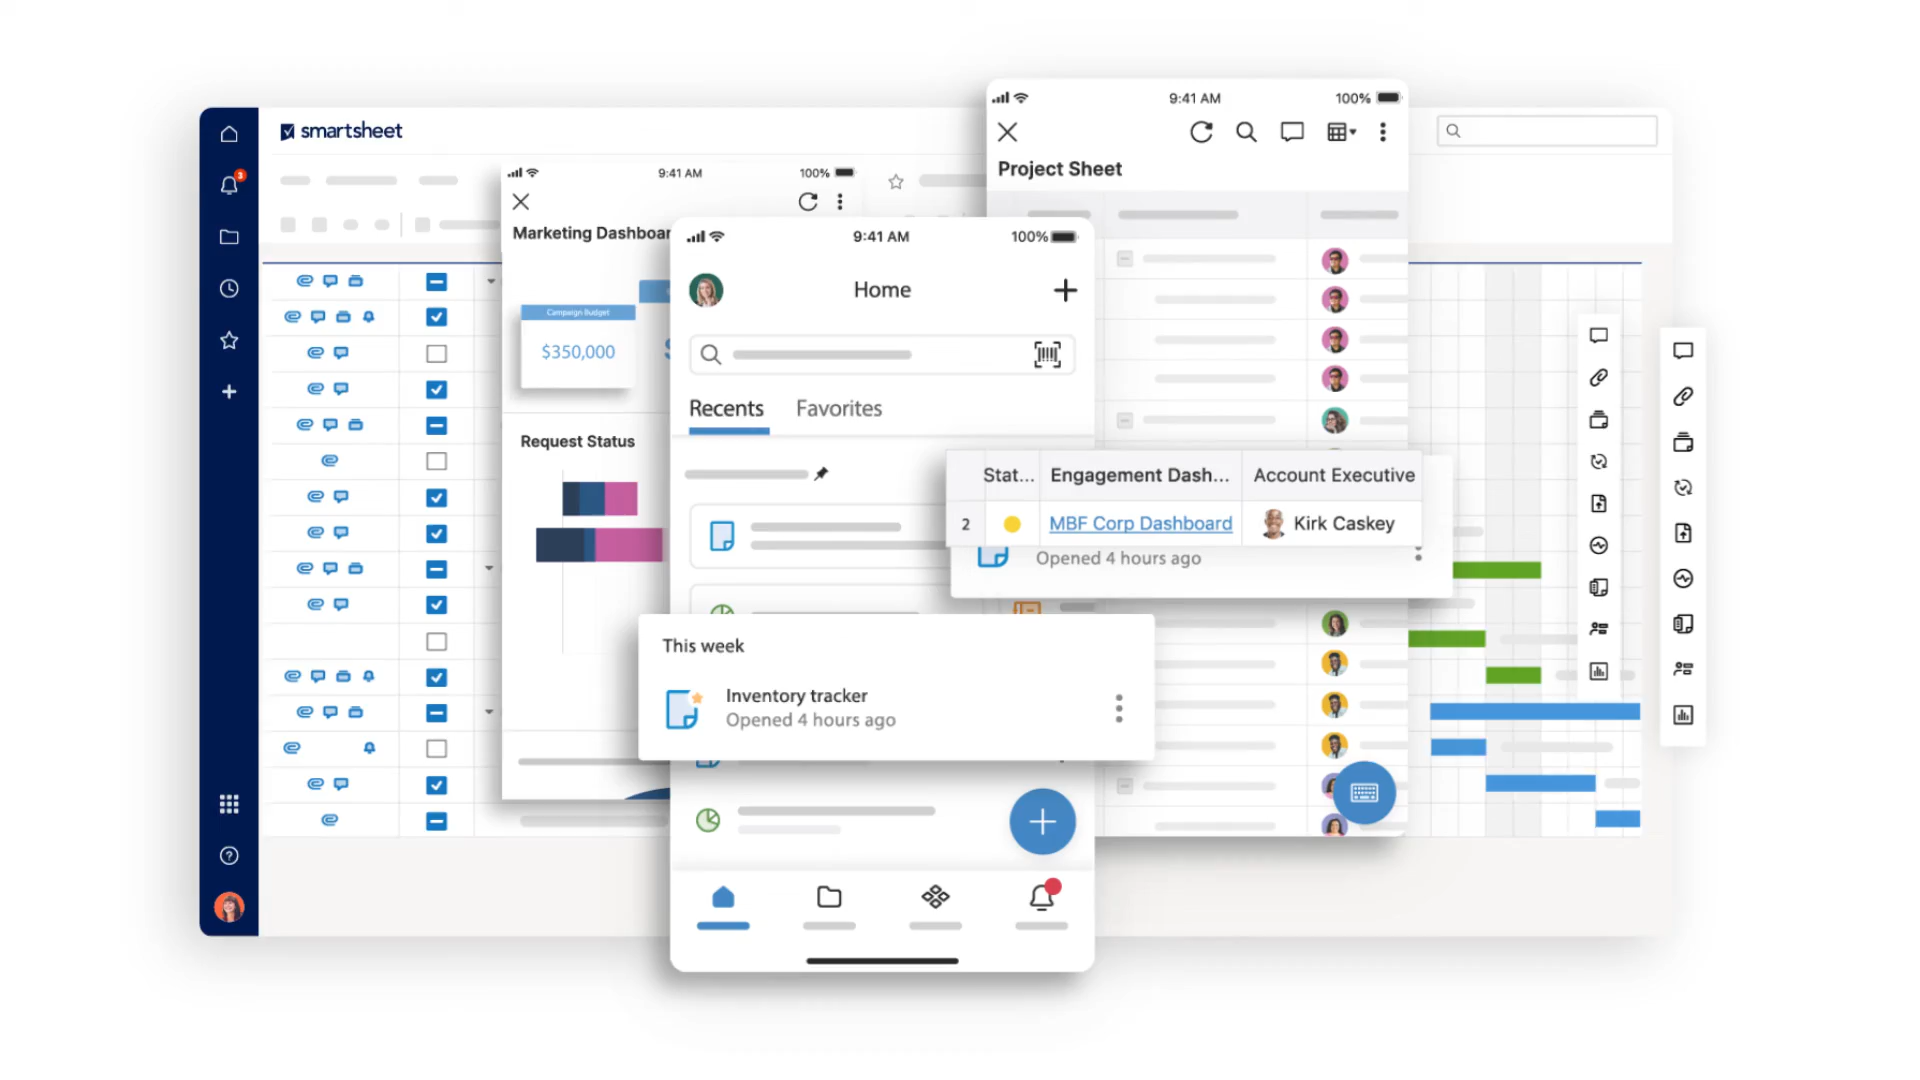 smartsheet
3
9:41 AM 100%
Marketing Dashboar
Campaign Budget
$350,000
Request Status
9:41 AM 100%
Project Sheet
9:41 AM 100%
Home
Recents Favorites
Stat... Engagement Dash... Account Executive
2 MBF Corp Dashboard Kirk Caskey
Opened 4 hours ago
This week
Inventory tracker
Opened 4 hours ago